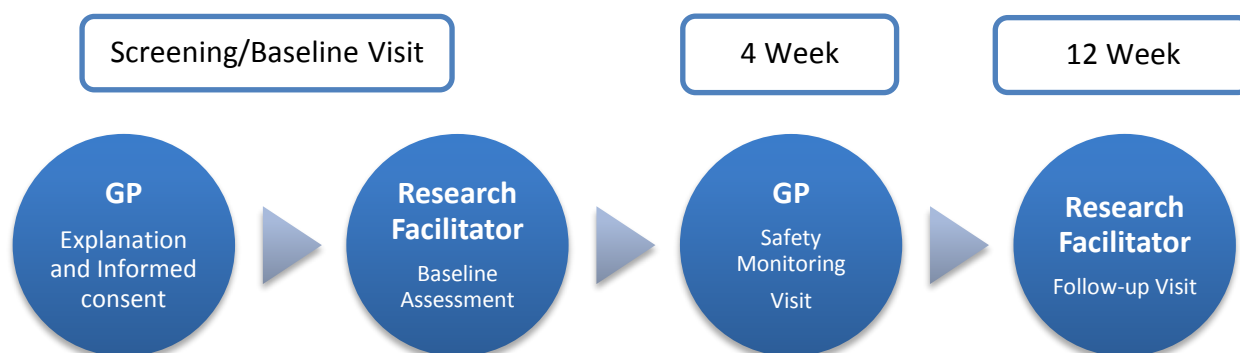 Screening/Baseline Visit
4 Week
12 Week
GP
Explanation
and Informed
consent
Research
Facilitator
Baseline
Assessment
GP
Safety
Monitoring
Visit
Research
Facilitator
Follow-up Visit